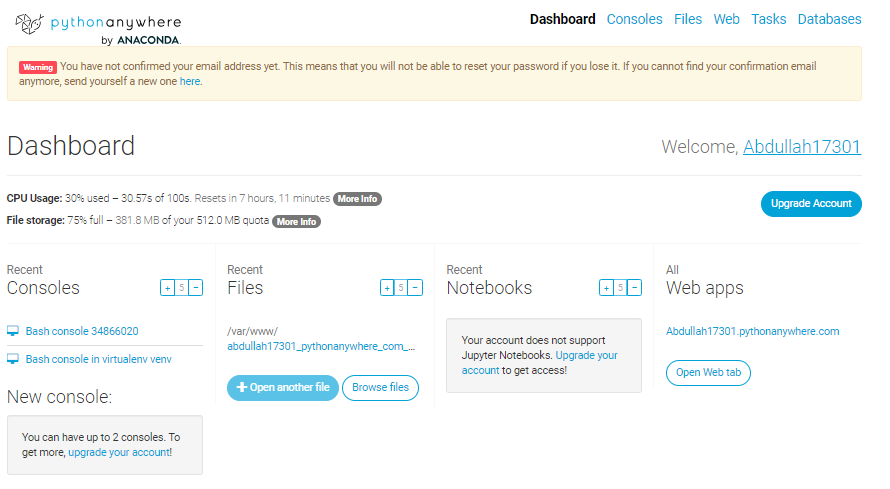 pythonanywhere
by ANACONDA.
Dashboard Consoles Files Web Tasks Databases
Warning You have not confirmed your email address yet. This means that you will not be able to reset your password if you lose it. If you cannot find your confirmation email
anymore, send yourself a new one here.
Dashboard
Welcome, Abdullah17301
CPU Usage: 30% used – 30.57s of 100s. Resets in 7 hours, 11 minutes More Info
File storage: 75% full – 381.8 MB of your 512.0 MB quota More Info
Upgrade Account
Recent
Consoles
+ 5 −
Bash console 34866020
Bash console in virtualenv venv
New console:
You can have up to 2 consoles. To
get more, upgrade your account!
Recent
Files
+ 5 −
/var/www/
abdullah17301_pythonanywhere_com_...
+ Open another file Browse files
Recent
Notebooks
+ 5 −
Your account does not support
Jupyter Notebooks. Upgrade your
account to get access!
All
Web apps
Abdullah17301.pythonanywhere.com
Open Web tab